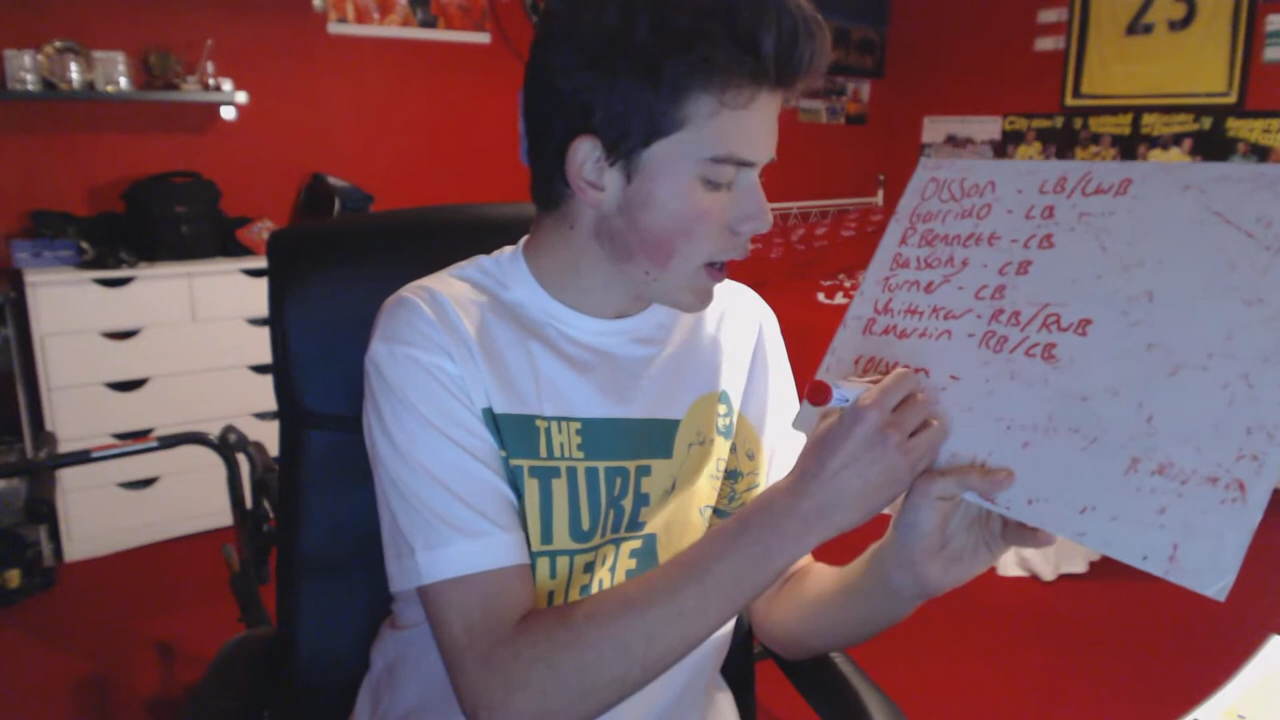 23
Olsson - LB/LWB
Garrido - LB
R.Bennett - CB
Bassong - CB
Turner - CB
Whittiker - RB/RWB
R.Martin - RB/CB
THE
TURE
HERE